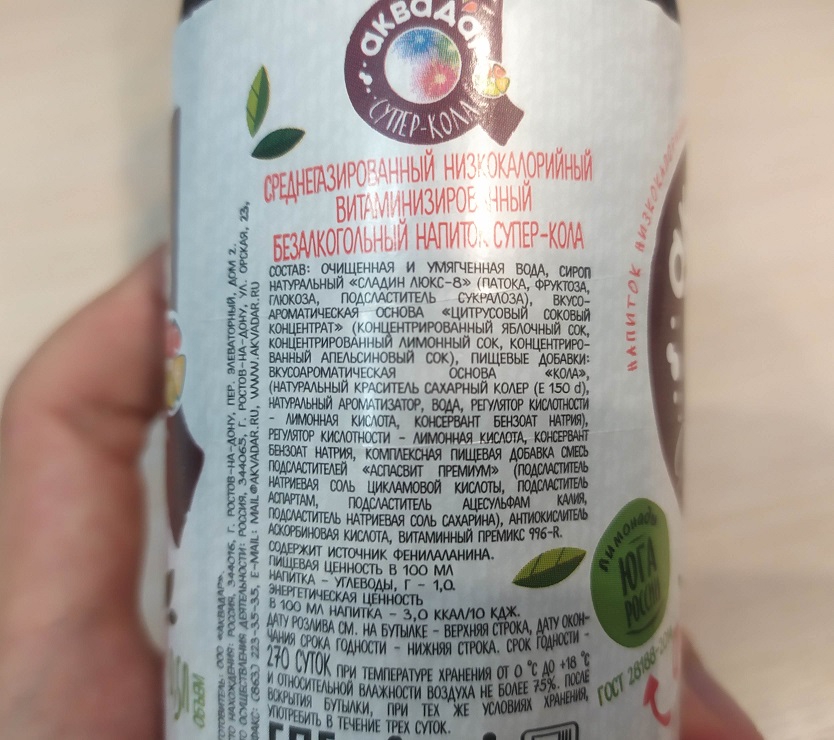 аквадар
СУПЕР-КОЛА
СРЕДНЕГАЗИРОВАННЫЙ НИЗКОКАЛОРИЙНЫЙ
ВИТАМИНИЗИРОВАННЫЙ
БЕЗАЛКОГОЛЬНЫЙ НАПИТОК СУПЕР-КОЛА
СОСТАВ: ОЧИЩЕННАЯ И УМЯГЧЕННАЯ ВОДА, СИРОП
НАТУРАЛЬНЫЙ «СЛАДИН ЛЮКС-8» (ПАТОКА, ФРУКТОЗА,
ГЛЮКОЗА, ПОДСЛАСТИТЕЛЬ СУКРАЛОЗА), ВКУСО-
АРОМАТИЧЕСКАЯ ОСНОВА «ЦИТРУСОВЫЙ СОКОВЫЙ
КОНЦЕНТРАТ» (КОНЦЕНТРИРОВАННЫЙ ЯБЛОЧНЫЙ СОК,
КОНЦЕНТРИРОВАННЫЙ ЛИМОННЫЙ СОК, КОНЦЕНТРИРО-
ВАННЫЙ АПЕЛЬСИНОВЫЙ СОК), ПИЩЕВЫЕ ДОБАВКИ:
ВКУСОАРОМАТИЧЕСКАЯ ОСНОВА «КОЛА»,
(НАТУРАЛЬНЫЙ КРАСИТЕЛЬ САХАРНЫЙ КОЛЕР (Е 150 d),
НАТУРАЛЬНЫЙ АРОМАТИЗАТОР, ВОДА, РЕГУЛЯТОР КИСЛОТНОСТИ
- ЛИМОННАЯ КИСЛОТА, КОНСЕРВАНТ БЕНЗОАТ НАТРИЯ),
РЕГУЛЯТОР КИСЛОТНОСТИ - ЛИМОННАЯ КИСЛОТА, КОНСЕРВАНТ
БЕНЗОАТ НАТРИЯ, КОМПЛЕКСНАЯ ПИЩЕВАЯ ДОБАВКА СМЕСЬ
ПОДСЛАСТИТЕЛЕЙ «АСПАСВИТ ПРЕМИУМ» (ПОДСЛАСТИТЕЛЬ
НАТРИЕВАЯ СОЛЬ ЦИКЛАМОВОЙ КИСЛОТЫ, ПОДСЛАСТИТЕЛЬ
АСПАРТАМ, ПОДСЛАСТИТЕЛЬ АЦЕСУЛЬФАМ КАЛИЯ,
ПОДСЛАСТИТЕЛЬ НАТРИЕВАЯ СОЛЬ САХАРИНА), АНТИОКИСЛИТЕЛЬ
АСКОРБИНОВАЯ КИСЛОТА, ВИТАМИННЫЙ ПРЕМИКС 996-R.
СОДЕРЖИТ ИСТОЧНИК ФЕНИЛАЛАНИНА.
ПИЩЕВАЯ ЦЕННОСТЬ В 100 МЛ
НАПИТКА - УГЛЕВОДЫ, Г - 1,0.
ЭНЕРГЕТИЧЕСКАЯ ЦЕННОСТЬ
В 100 МЛ НАПИТКА - 3,0 ККАЛ/10 КДЖ.
ДАТУ РОЗЛИВА СМ. НА БУТЫЛКЕ - ВЕРХНЯЯ СТРОКА, ДАТУ ОКОН-
ЧАНИЯ СРОКА ГОДНОСТИ - НИЖНЯЯ СТРОКА. СРОК ГОДНОСТИ -
270 СУТОК ПРИ ТЕМПЕРАТУРЕ ХРАНЕНИЯ ОТ 0 °С ДО +18 °С
И ОТНОСИТЕЛЬНОЙ ВЛАЖНОСТИ ВОЗДУХА НЕ БОЛЕЕ 75%. ПОСЛЕ
ВСКРЫТИЯ БУТЫЛКИ, ПРИ ТЕХ ЖЕ УСЛОВИЯХ ХРАНЕНИЯ,
УПОТРЕБИТЬ В ТЕЧЕНИЕ ТРЕХ СУТОК.
ООО «АКВАДАР».
НАХОЖДЕНИЯ: РОССИЯ, 344016, Г. РОСТОВ-НА-ДОНУ, ПЕР. ЭЛЕВАТОРНЫЙ, ДОМ 2.
ОСУЩЕСТВЛЕНИЯ ДЕЯТЕЛЬНОСТИ: РОССИЯ, 344065, Г. РОСТОВ-НА-ДОНУ, УЛ. ОРСКАЯ, 23,
(863) 223-35-35, E-MAIL: MAIL@AKVADAR.RU, WWW.AKVADAR.RU
ОБЪЕМ
НАПИТОК НИЗКОКАЛОРИЙ
ЛИМОНАДЫ
ЮГА
РОССИИ
ГОСТ 28188-20